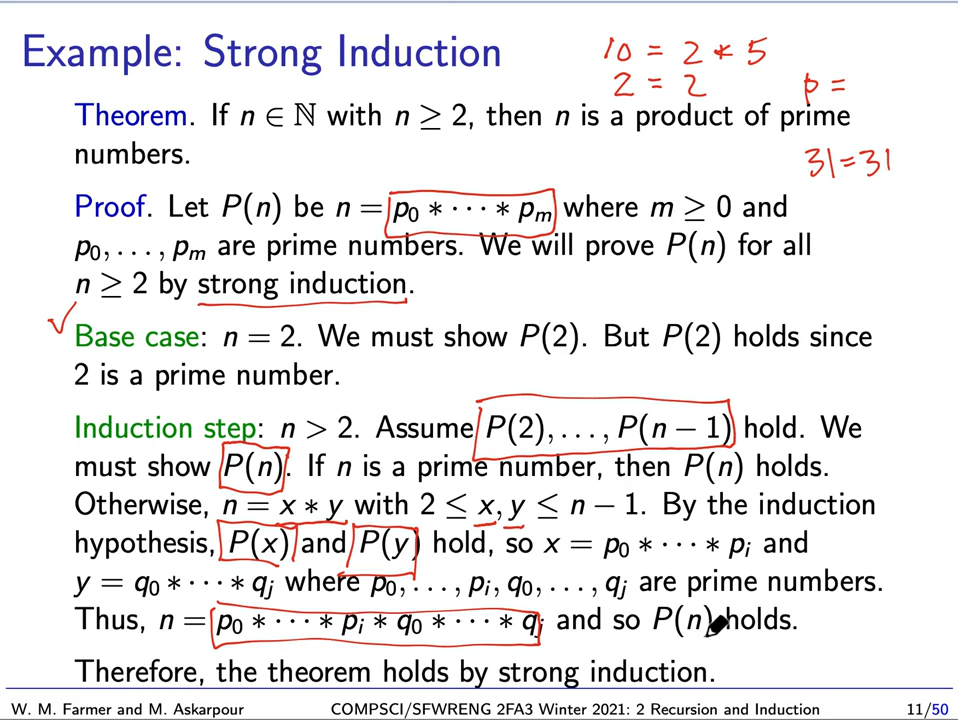 Example: Strong Induction
10 = 2 * 5
2 = 2
p =
Theorem. If n ∈ ℕ with n ≥ 2, then n is a product of prime
numbers.
31 = 31
Proof. Let P(n) be n = p₀ * ··· * pₘ where m ≥ 0 and
p₀, . . . , pₘ are prime numbers. We will prove P(n) for all
n ≥ 2 by strong induction.
Base case: n = 2. We must show P(2). But P(2) holds since
2 is a prime number.
Induction step: n > 2. Assume P(2), . . . , P(n − 1) hold. We
must show P(n). If n is a prime number, then P(n) holds.
Otherwise, n = x * y with 2 ≤ x, y ≤ n − 1. By the induction
hypothesis, P(x) and P(y) hold, so x = p₀ * ··· * pᵢ and
y = q₀ * ··· * qⱼ where p₀, . . . , pᵢ, q₀, . . . , qⱼ are prime numbers.
Thus, n = p₀ * ··· * pᵢ * q₀ * ··· * qⱼ and so P(n) holds.
Therefore, the theorem holds by strong induction.
W. M. Farmer and M. Askarpour COMPSCI/SFWRENG 2FA3 Winter 2021: 2 Recursion and Induction 11/50